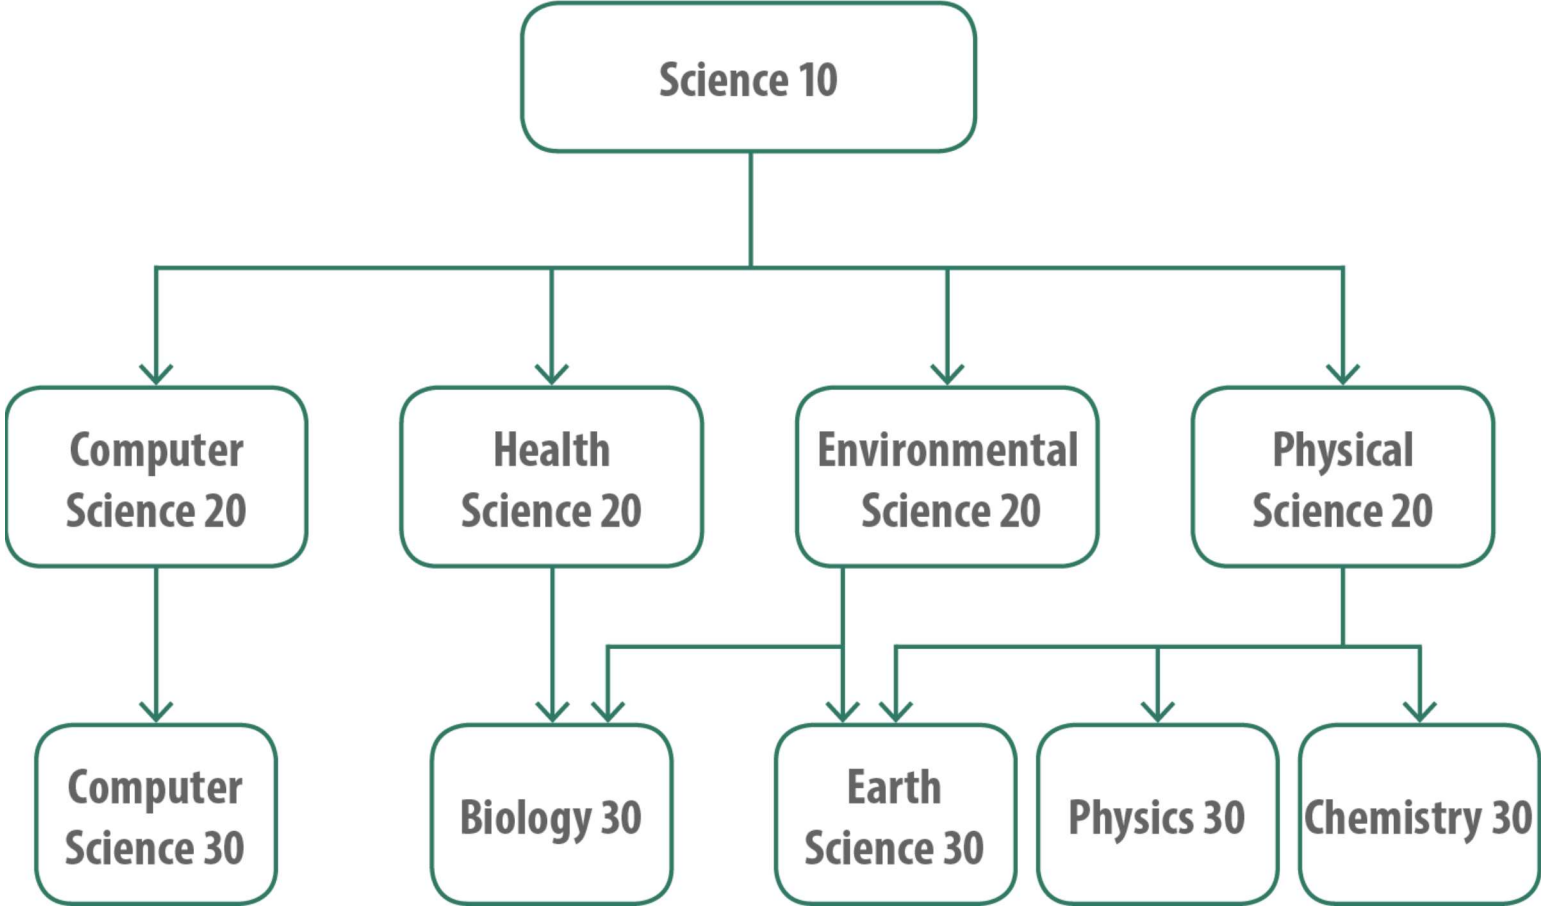 Science 10
Computer
Science 20
Health
Science 20
Environmental
Science 20
Physical
Science 20
Computer
Science 30
Biology 30
Earth
Science 30
Physics 30
Chemistry 30